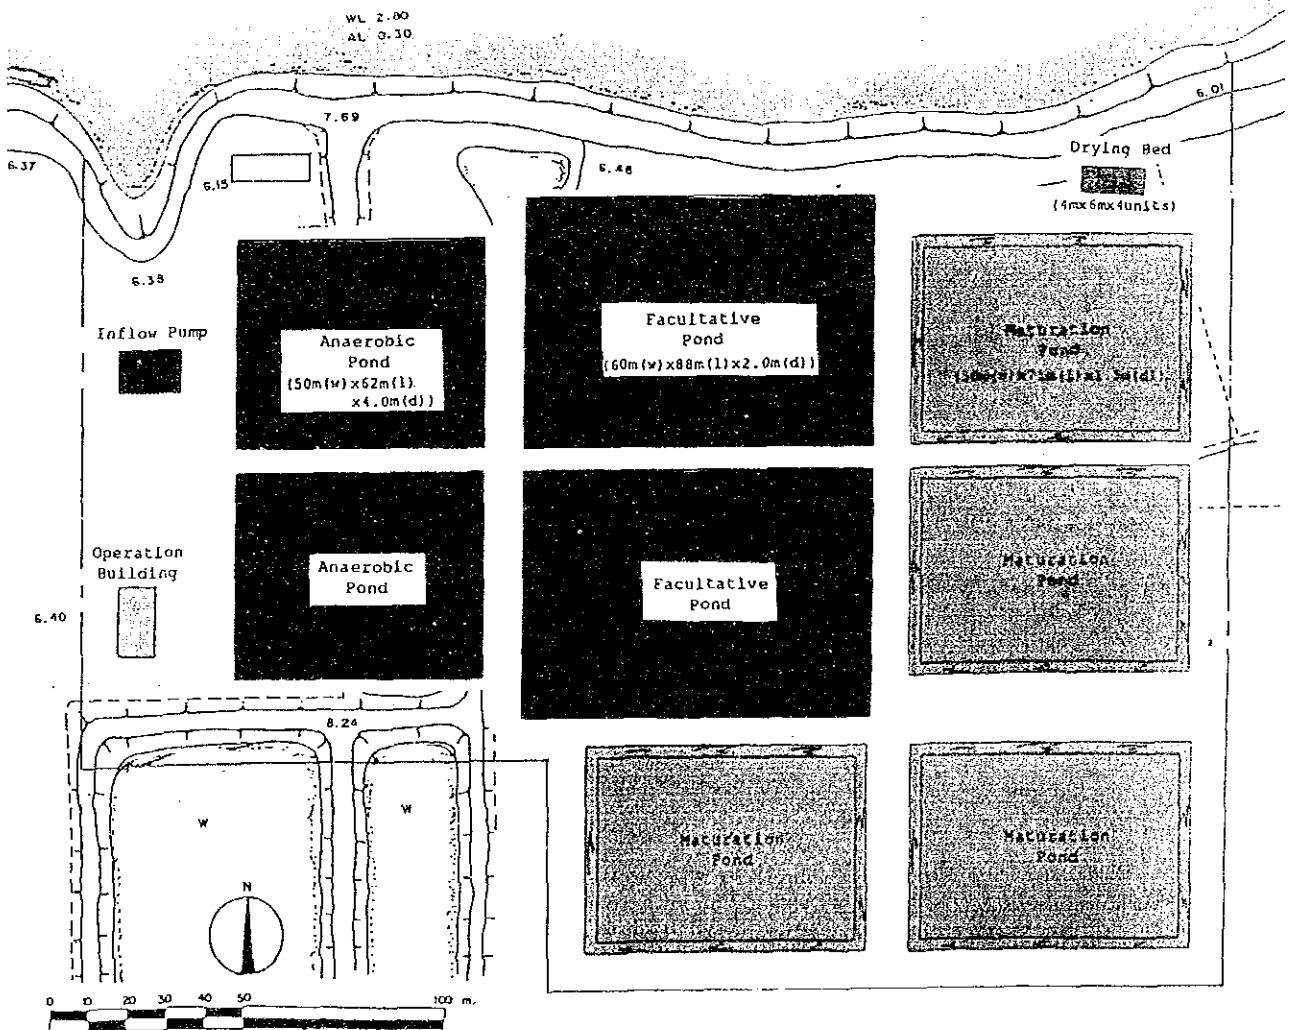 WL 2.80
AL 0.30
7.69
6.01
6.37
6.15
6.48
Drying Bed
(4mx6mx4units)
6.38
Inflow Pump
Anaerobic
Pond
(50m(w)x62m(l)
x4.0m(d))
Facultative
Pond
(60m(w)x88m(l)x2.0m(d))
Maturation
Pond
Operation
Building
6.40
Anaerobic
Pond
Facultative
Pond
Maturation
Pond
8.24
W
W
Maturation
Pond
Maturation
Pond
N
0 10 20 30 40 50 100 m.